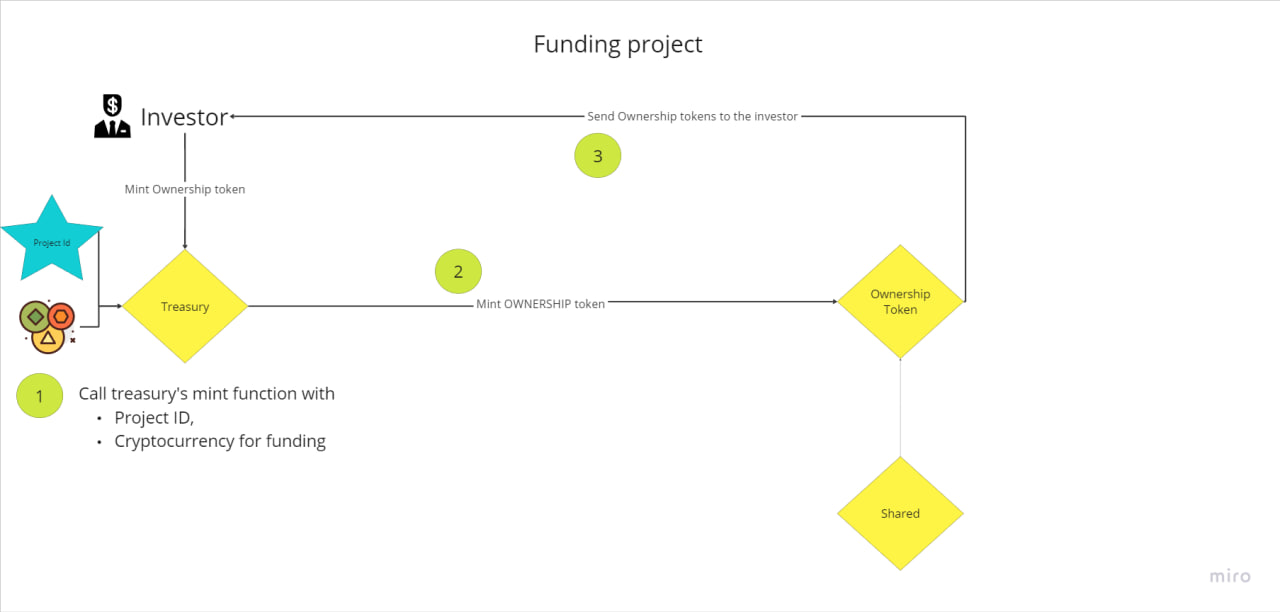 Funding project
$
Investor
Send Ownership tokens to the investor
3
Mint Ownership token
Project Id
2
Treasury
Mint OWNERSHIP token
Ownership
Token
1
Call treasury's mint function with
• Project ID,
• Cryptocurrency for funding
Shared
miro